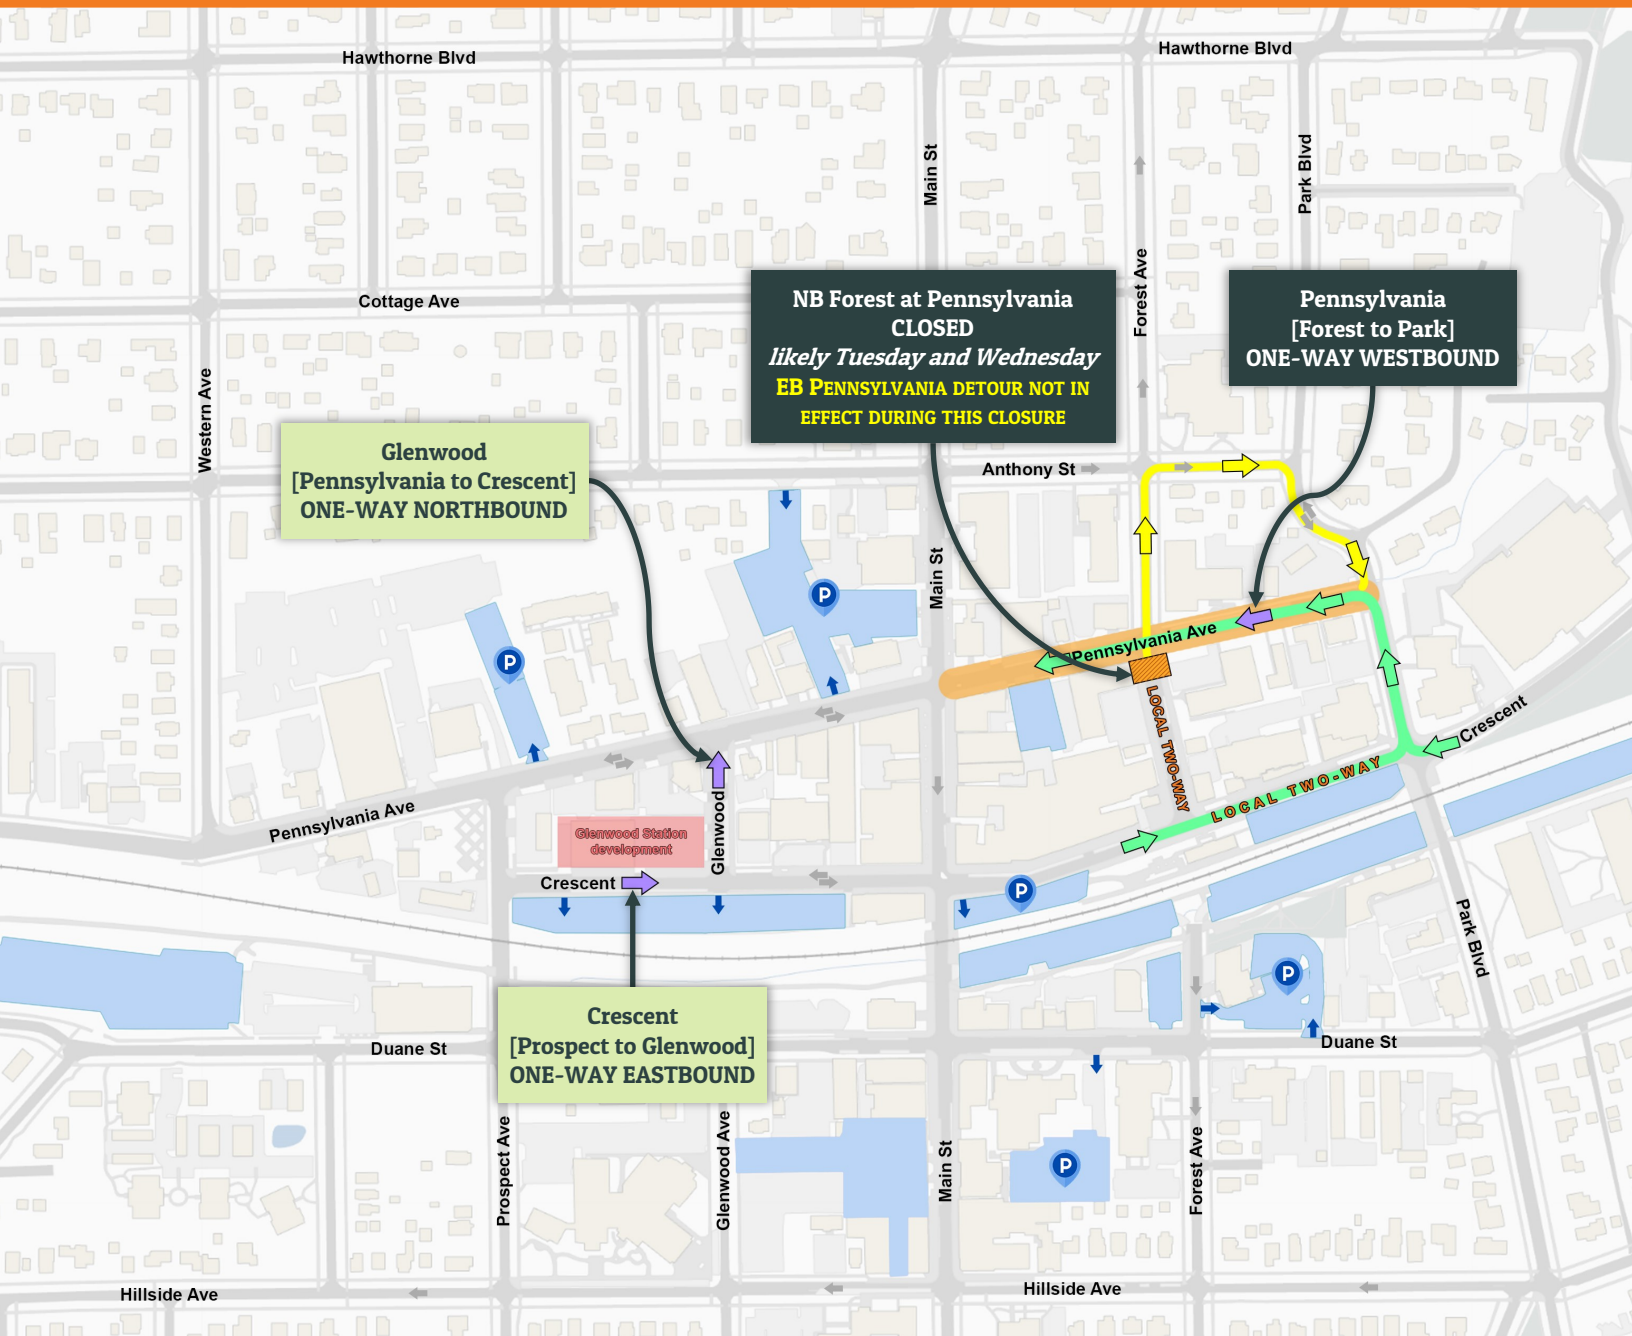 Hawthorne Blvd
Hawthorne Blvd
Main St
Park Blvd
Forest Ave
Cottage Ave
NB Forest at Pennsylvania
CLOSED
likely Tuesday and Wednesday
EB Pennsylvania detour not in
effect during this closure
Pennsylvania
[Forest to Park]
ONE-WAY WESTBOUND
Western Ave
Glenwood
[Pennsylvania to Crescent]
ONE-WAY NORTHBOUND
Anthony St
Main St
P
P
Pennsylvania Ave
LOCAL TWO-WAY
Crescent
LOCAL TWO-WAY
Pennsylvania Ave
Glenwood Station
development
Glenwood
Crescent
P
Park Blvd
P
Crescent
[Prospect to Glenwood]
ONE-WAY EASTBOUND
Duane St
Duane St
Prospect Ave
Glenwood Ave
Main St
P
Forest Ave
Hillside Ave
Hillside Ave